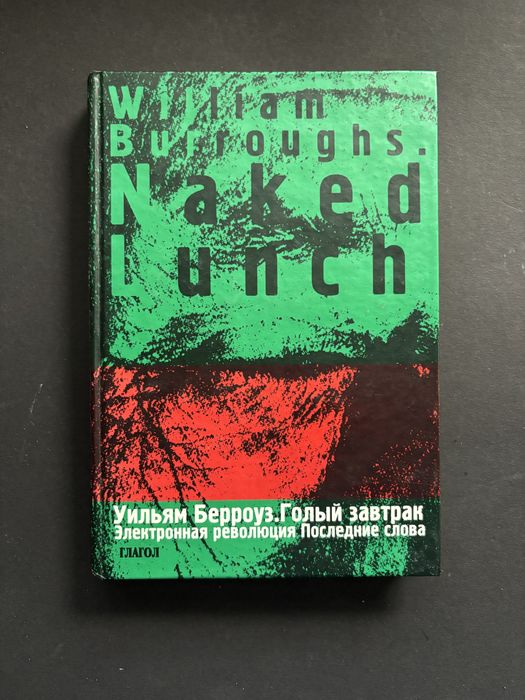 William
Burroughs.
Naked
Lunch
Уильям Берроуз.Голый завтрак
Электронная революция Последние слова
ГЛАГОЛ